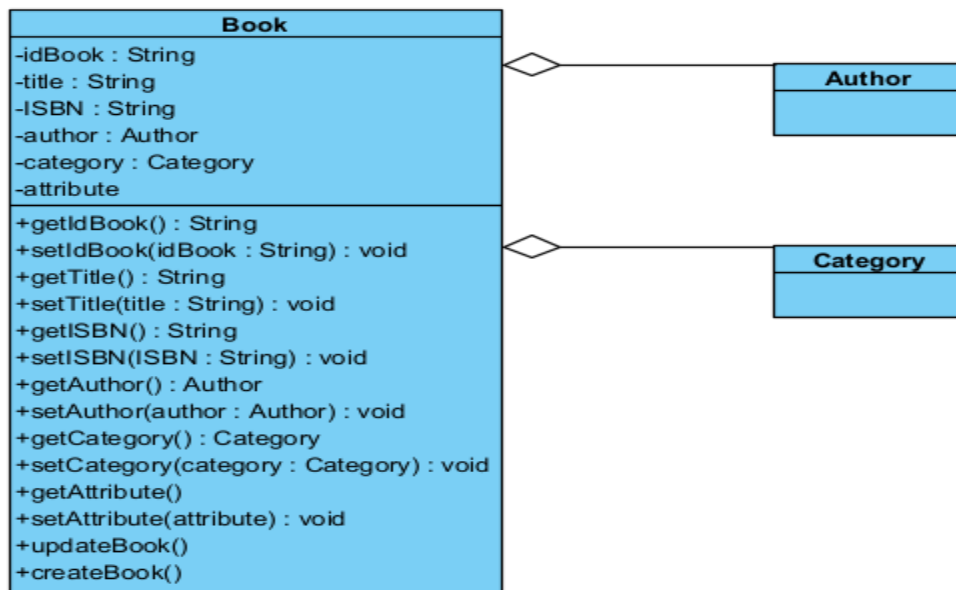 Book
-idBook : String
-title : String
-ISBN : String
-author : Author
-category : Category
-attribute
+getIdBook() : String
+setIdBook(idBook : String) : void
+getTitle() : String
+setTitle(title : String) : void
+getISBN() : String
+setISBN(ISBN : String) : void
+getAuthor() : Author
+setAuthor(author : Author) : void
+getCategory() : Category
+setCategory(category : Category) : void
+getAttribute()
+setAttribute(attribute) : void
+updateBook()
+createBook()
Author
Category